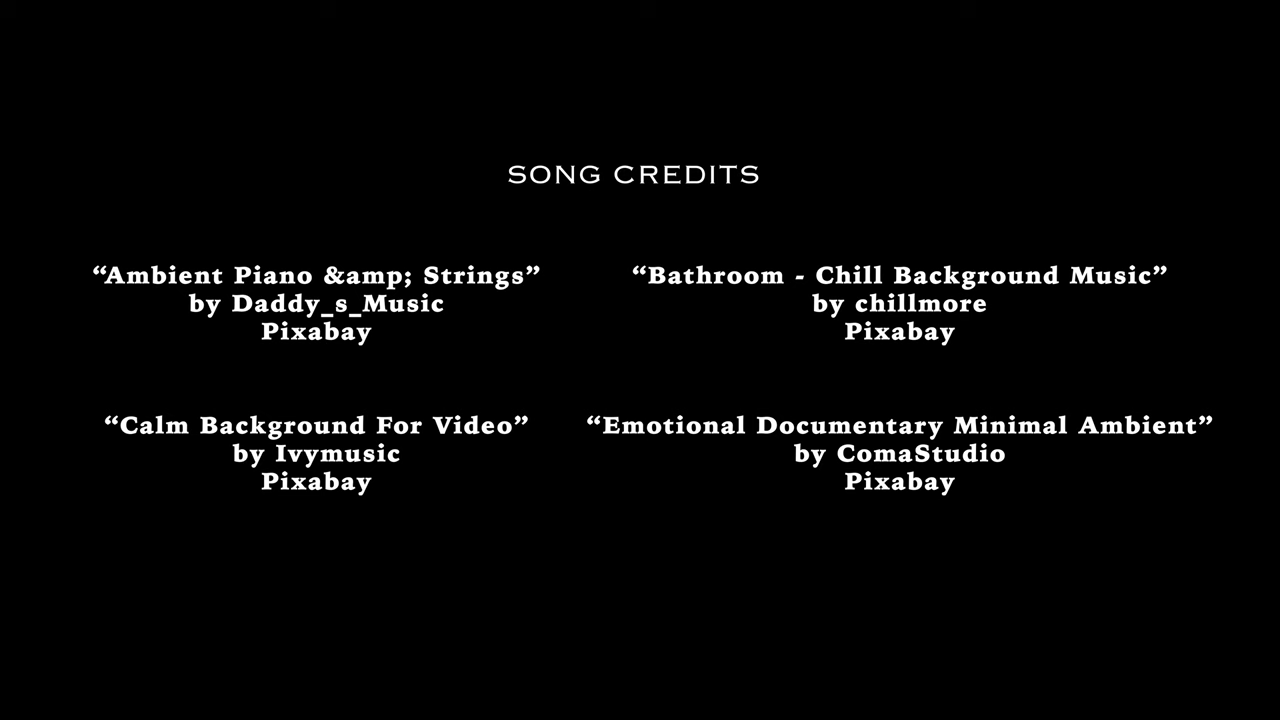 SONG CREDITS
“Ambient Piano &amp; Strings”
by Daddy_s_Music
Pixabay
“Bathroom - Chill Background Music”
by chillmore
Pixabay
“Calm Background For Video”
by Ivymusic
Pixabay
“Emotional Documentary Minimal Ambient”
by ComaStudio
Pixabay